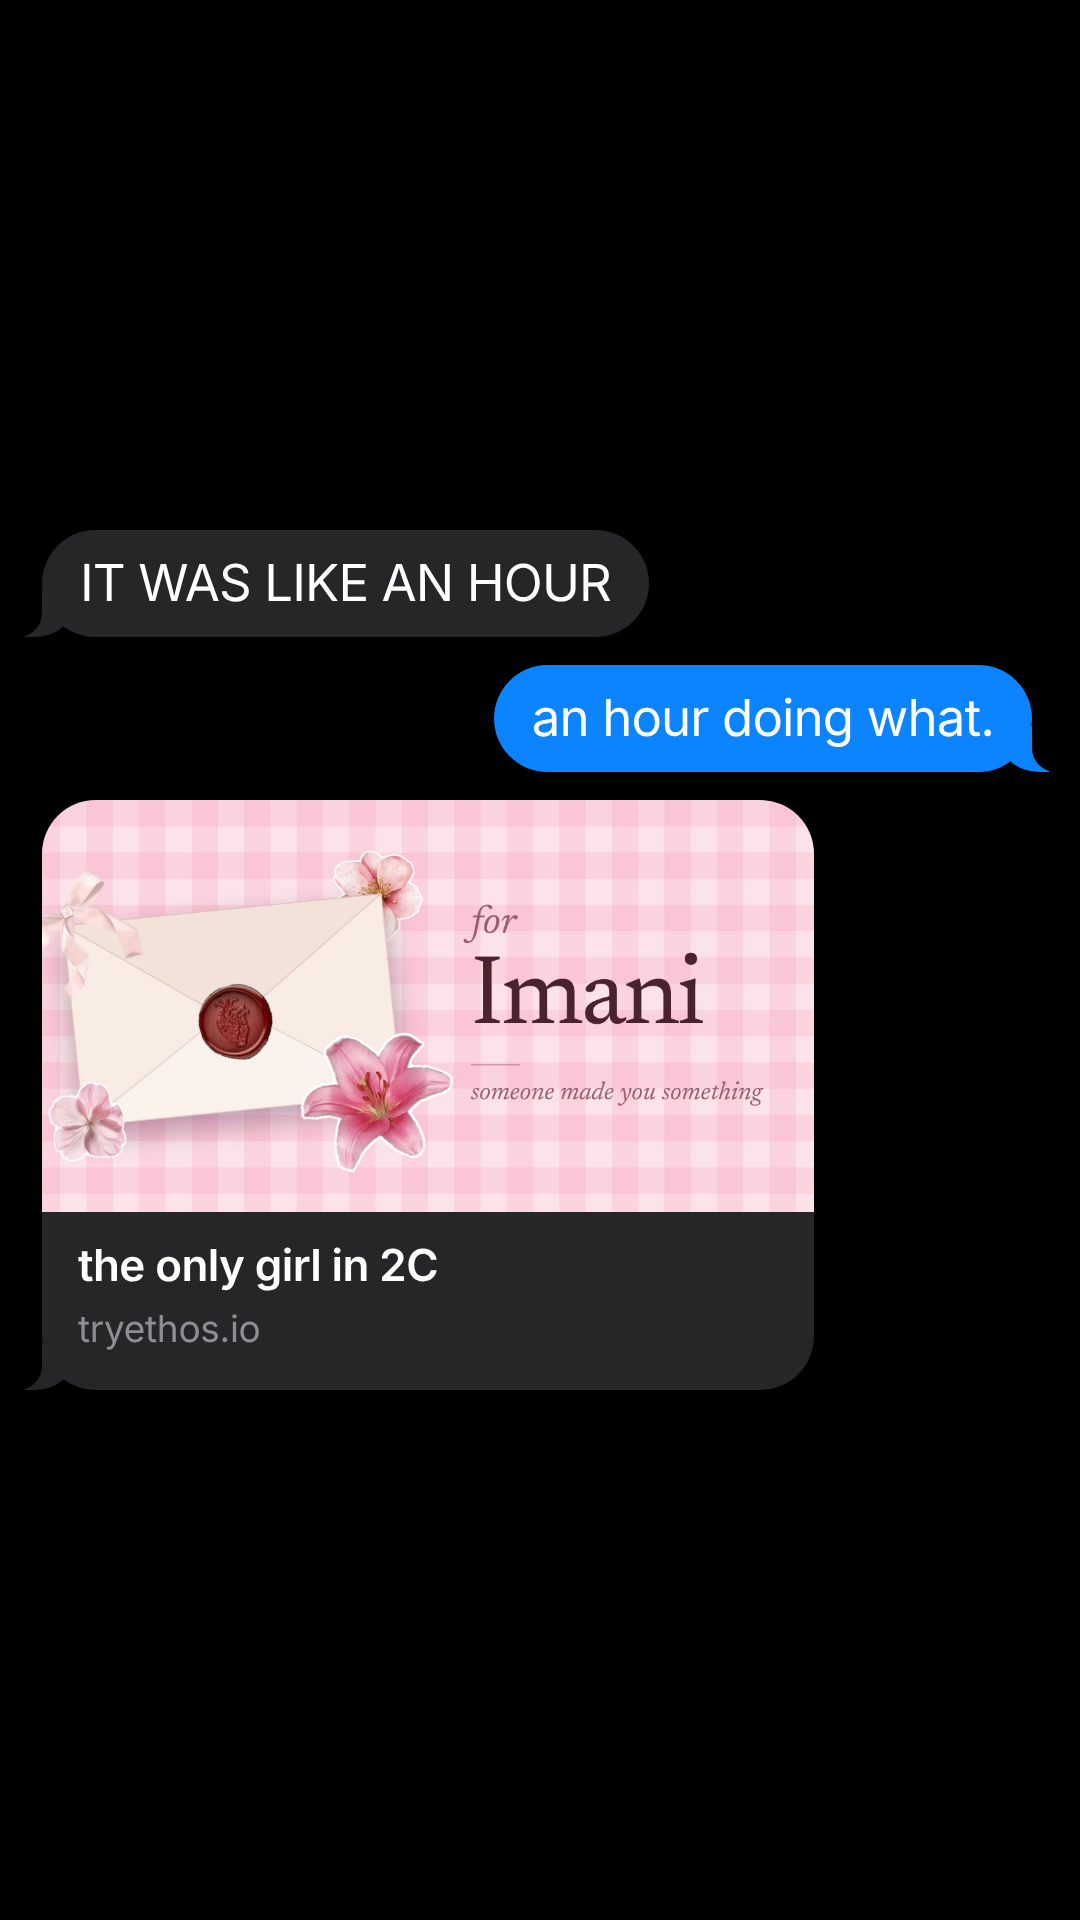 IT WAS LIKE AN HOUR
an hour doing what.
for
Imani
someone made you something
the only girl in 2C
tryethos.io